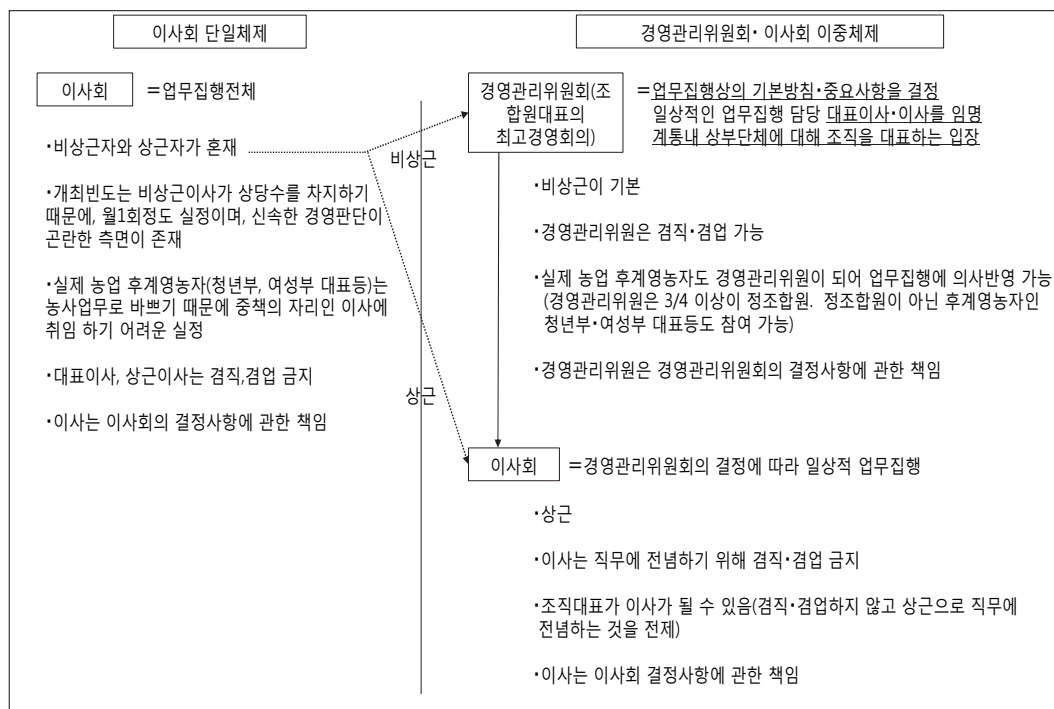 이사회 단일체제
이사회
=업무집행전체
•비상근자와 상근자가 혼재
•개최빈도는 비상근이사가 상당수를 차지하기
때문에, 월1회정도 실정이며, 신속한 경영판단이
곤란한 측면이 존재
•실제 농업 후계영농자(청년부, 여성부 대표등)는
농사업무로 바쁘기 때문에 중책의 자리인 이사에
취임 하기 어려운 실정
•대표이사, 상근이사는 겸직,겸업 금지
•이사는 이사회의 결정사항에 관한 책임
비상근
상근
경영관리위원회• 이사회 이중체제
경영관리위원회(조
합원대표의
최고경영회의)
=업무집행상의 기본방침•중요사항을 결정
일상적인 업무집행 담당 대표이사•이사를 임명
계통내 상부단체에 대해 조직을 대표하는 입장
•비상근이 기본
•경영관리위원은 겸직•겸업 가능
•실제 농업 후계영농자도 경영관리위원이 되어 업무집행에 의사반영 가능
(경영관리위원은 3/4 이상이 정조합원. 정조합원이 아닌 후계영농자인
청년부•여성부 대표등도 참여 가능)
•경영관리위원은 경영관리위원회의 결정사항에 관한 책임
이사회
=경영관리위원회의 결정에 따라 일상적 업무집행
•상근
•이사는 직무에 전념하기 위해 겸직•겸업 금지
•조직대표가 이사가 될 수 있음(겸직•겸업하지 않고 상근으로 직무에
전념하는 것을 전제)
•이사는 이사회 결정사항에 관한 책임